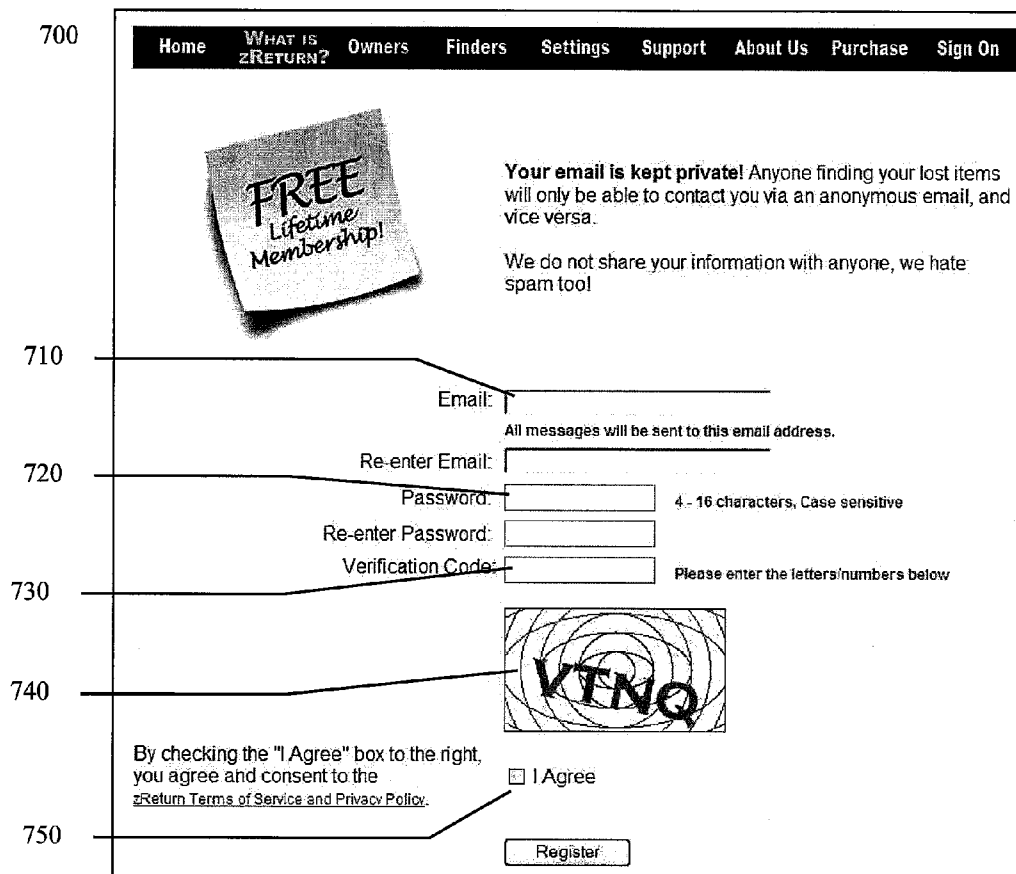 700
Home WHAT IS ZRETURN? Owners Finders Settings Support About Us Purchase Sign On
FREE
Lifetime
Membership!
Your email is kept private! Anyone finding your lost items
will only be able to contact you via an anonymous email, and
vice versa.
We do not share your information with anyone, we hate
spam too!
710
Email:
All messages will be sent to this email address.
Re-enter Email:
720
Password: 4 - 16 characters, Case sensitive
Re-enter Password:
Verification Code: Please enter the letters/numbers below
730
VTNQ
740
By checking the "I Agree" box to the right,
you agree and consent to the
zReturn Terms of Service and Privacy Policy.
I Agree
750
Register